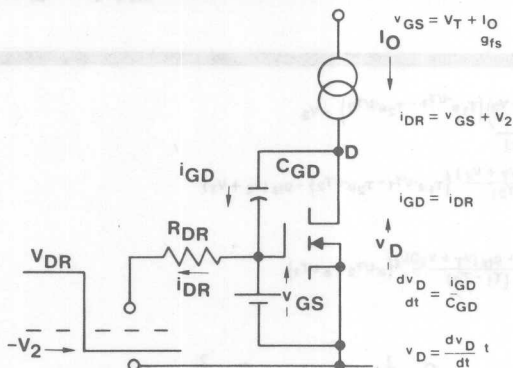 vGS = VT + IO
gfs
IO
iDR = vGS + V2
D
iGD
CGD
iGD = iDR
RDR
vD
VDR
iDR
vGS
dvD = iGD
dt CGD
-V2
vD = dvD t
dt